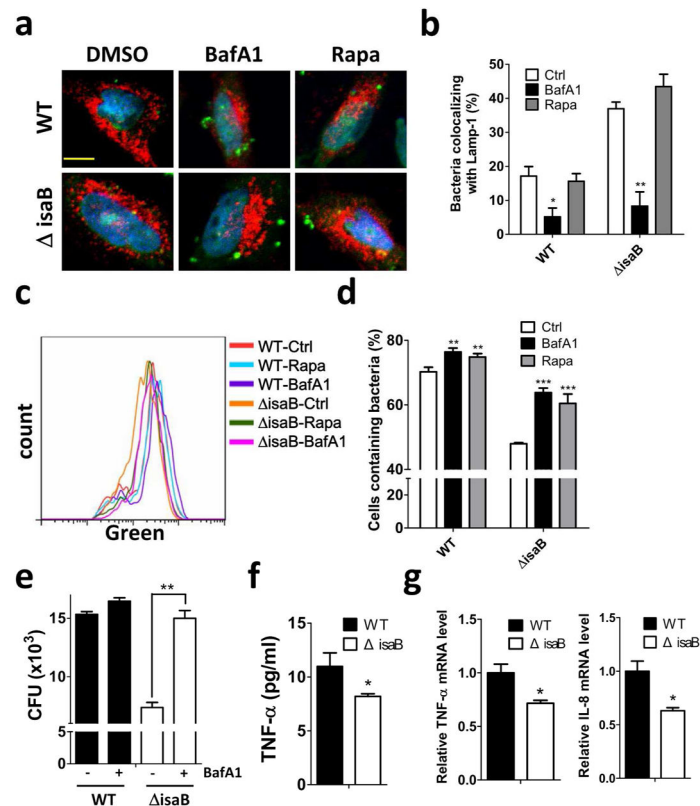 a
DMSO BafA1 Rapa
WT
Δ isaB
b
Ctrl
BafA1
Rapa
Bacteria colocalizing
with Lamp-1 (%)
50
40
30
20
10
0
*
**
WT
ΔisaB
c
count
Green
WT-Ctrl
WT-Rapa
WT-BafA1
ΔisaB-Ctrl
ΔisaB-Rapa
ΔisaB-BafA1
d
Ctrl
BafA1
Rapa
Cells containing bacteria (%)
80
60
40
20
0
** **
*** ***
WT
ΔisaB
e
CFU (x10³)
15
10
5
0
**
- + - + BafA1
WT ΔisaB
f
WT
Δ isaB
TNF-α (pg/ml)
15
10
5
0
*
g
WT
Δ isaB
Relative TNF-α mRNA level
1.5
1.0
0.5
0.0
*
WT
Δ isaB
Relative IL-8 mRNA level
1.5
1.0
0.5
0.0
*